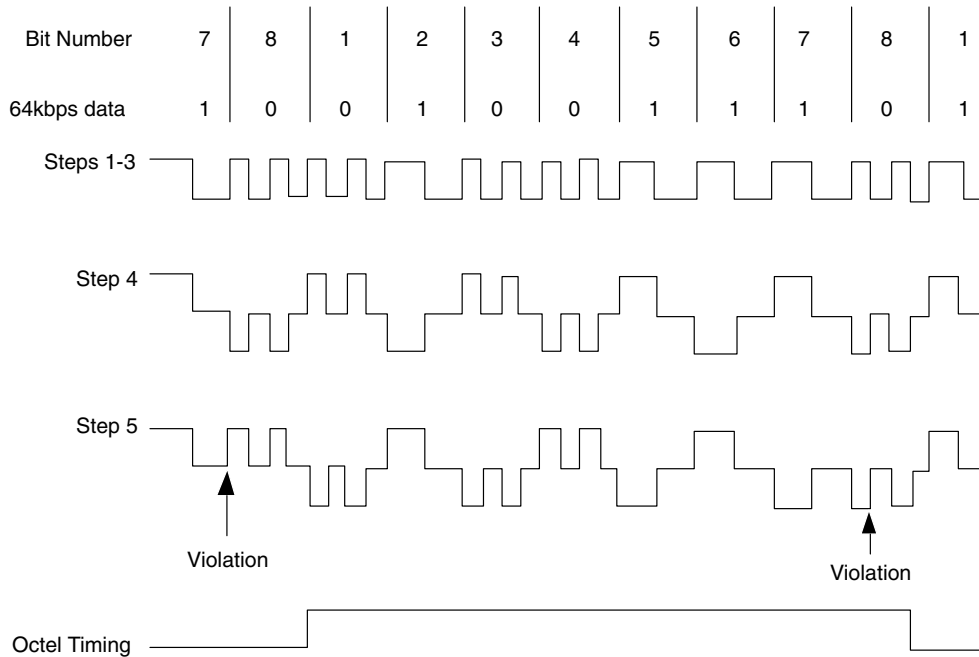 Bit Number 7 8 1 2 3 4 5 6 7 8 1
64kbps data 1 0 0 1 0 0 1 1 1 0 1
Steps 1-3
Step 4
Step 5
Violation
Violation
Octel Timing